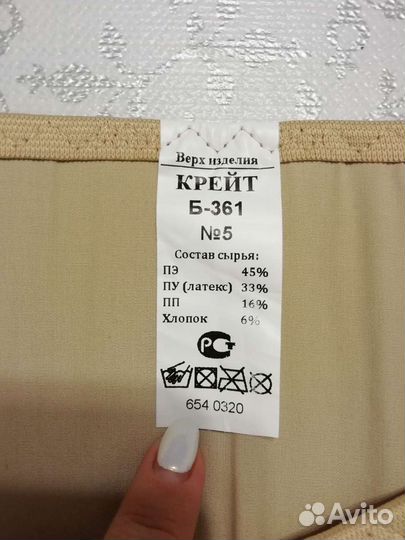 Верх изделия
КРЕЙТ
Б-361
№5
Состав сырья:
ПЭ 45%
ПУ (латекс) 33%
ПП 16%
Хлопок 6%
РСТ
654 0320
Avito